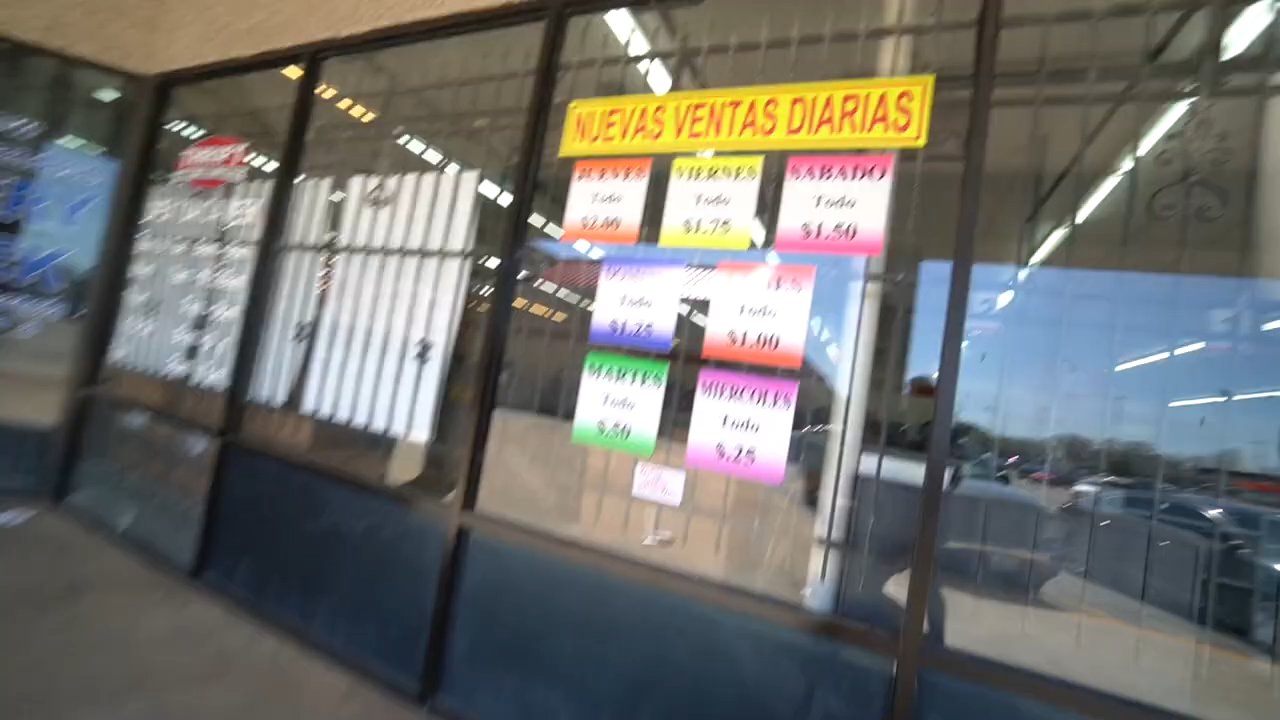 NUEVAS VENTAS DIARIAS
JUEVES
Todo
$2.00
VIERNES
Todo
$1.75
SABADO
Todo
$1.50
Todo
$1.25
Todo
$1.00
MARTES
Todo
$.50
MIERCOLES
Todo
$.25